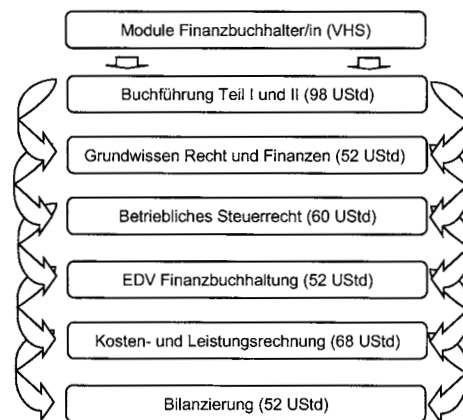 Module Finanzbuchhalter/in (VHS)
Buchführung Teil I und II (98 UStd)
Grundwissen Recht und Finanzen (52 UStd)
Betriebliches Steuerrecht (60 UStd)
EDV Finanzbuchhaltung (52 UStd)
Kosten- und Leistungsrechnung (68 UStd)
Bilanzierung (52 UStd)